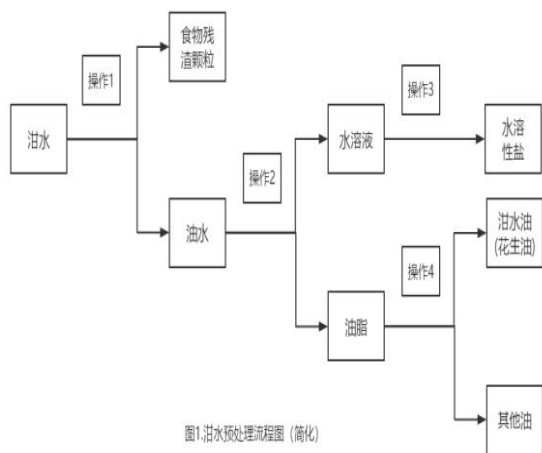 食物残
渣颗粒
操作1
操作3
泔水
水溶液
水溶
性盐
操作2
油水
泔水油
(花生油)
操作4
油脂
其他油
图1.泔水预处理流程图（简化）